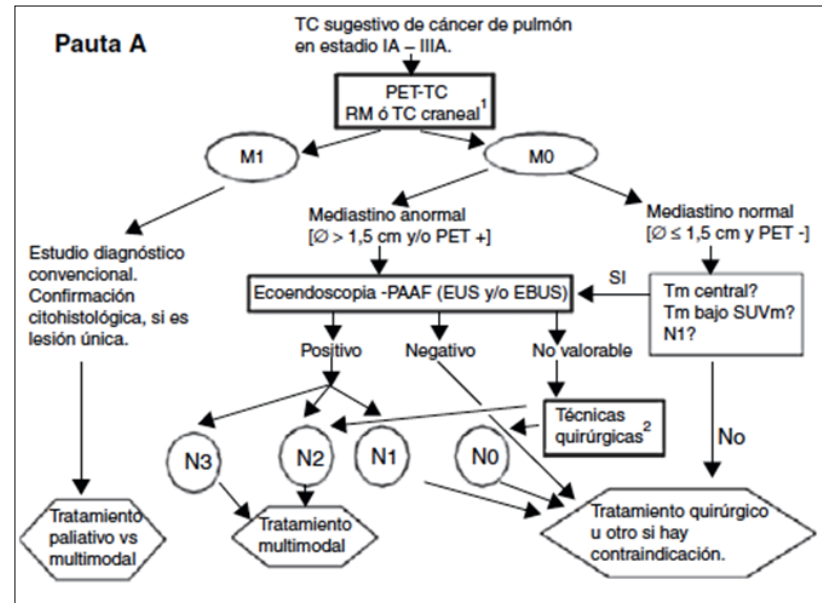 Pauta A
TC sugestivo de cáncer de pulmón
en estadio IA – IIIA.
PET-TC
RM ó TC craneal1
M1
M0
Mediastino anormal
[∅ > 1,5 cm y/o PET +]
Mediastino normal
[∅ ≤ 1,5 cm y PET -]
Estudio diagnóstico
convencional.
Confirmación
citohistológica, si es
lesión única.
Ecoendoscopia -PAAF (EUS y/o EBUS)
SI
Tm central?
Tm bajo SUVm?
N1?
Positivo
Negativo
No valorable
Técnicas
quirúrgicas2
No
N3
N2
N1
N0
Tratamiento
paliativo vs
multimodal
Tratamiento
multimodal
Tratamiento quirúrgico
u otro si hay
contraindicación.